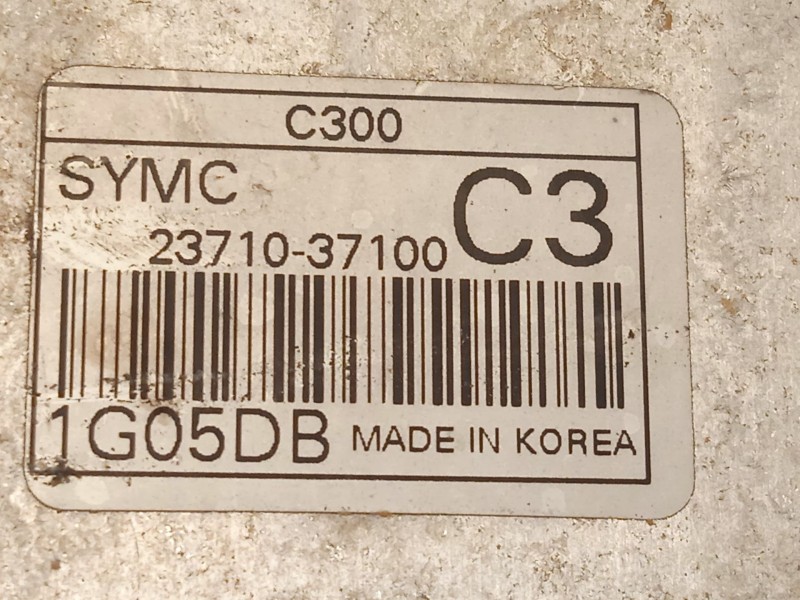 C300
SYMC
C3
23710-37100
1G05DB MADE IN KOREA